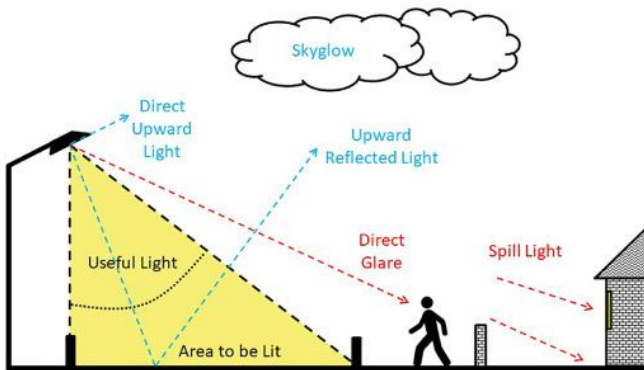 Skyglow
Direct
Upward
Light
Upward
Reflected Light
Direct
Glare
Spill Light
Useful Light
Area to be Lit